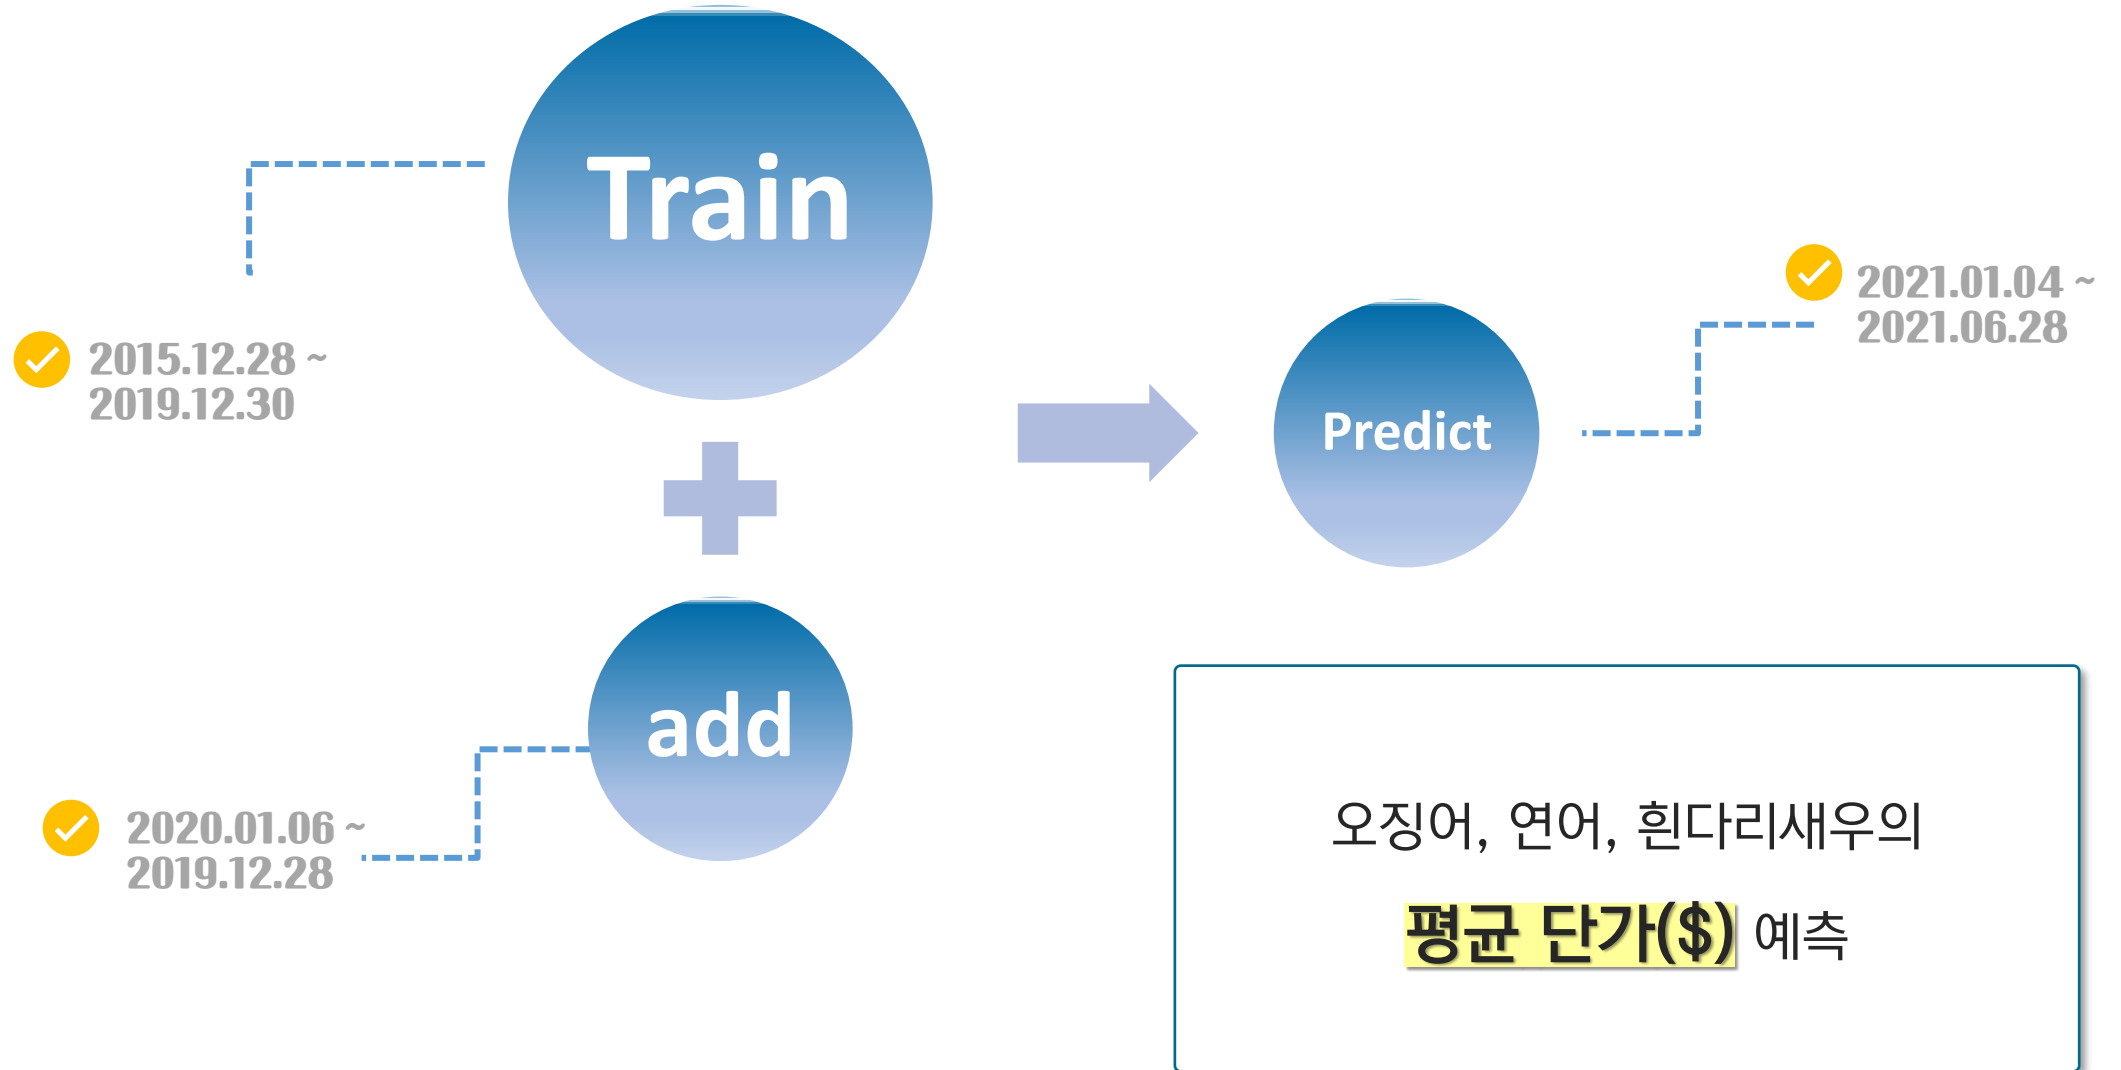 Train
2015.12.28 ~
2019.12.30
add
2020.01.06 ~
2019.12.28
Predict
2021.01.04 ~
2021.06.28
오징어, 연어, 흰다리새우의
평균 단가($) 예측